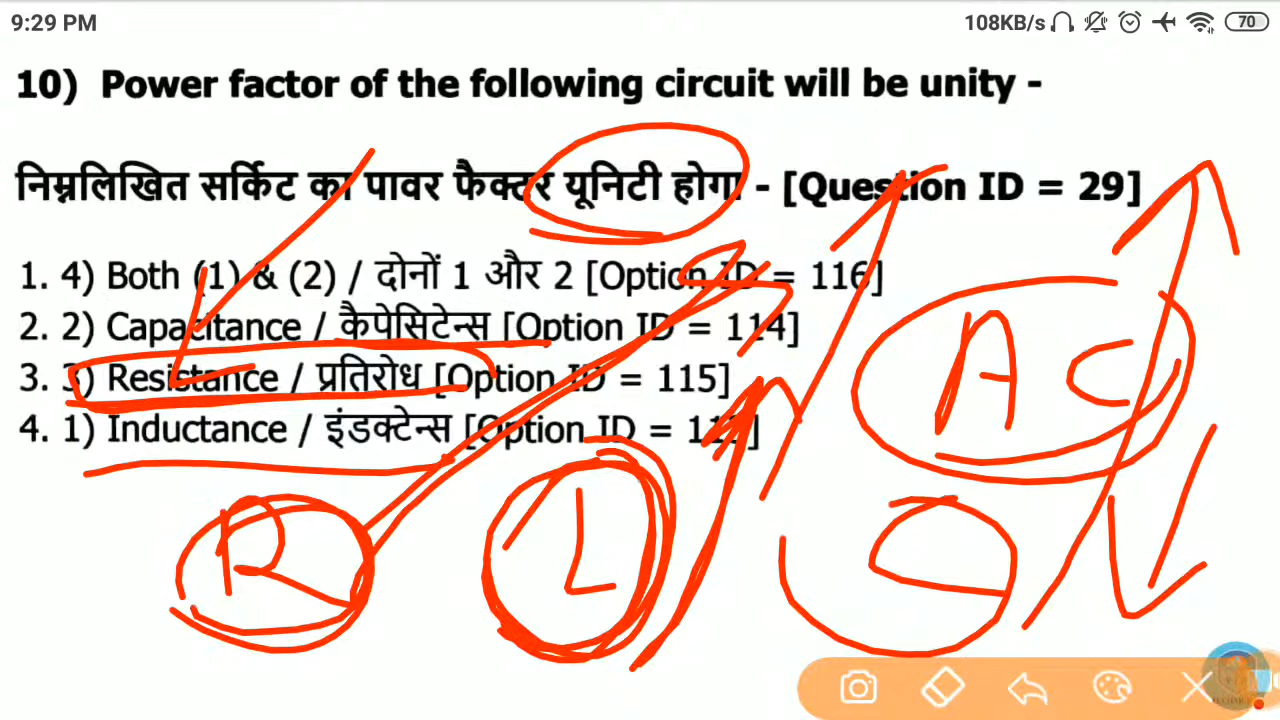 9:29 PM 108KB/s 70
10) Power factor of the following circuit will be unity -
निम्नलिखित सर्किट का पावर फैक्टर यूनिटी होगा - [Question ID = 29]
1. 4) Both (1) & (2) / दोनों 1 और 2 [Option ID = 116]
2. 2) Capacitance / कैपेसिटेन्स [Option ID = 114]
3. 3) Resistance / प्रतिरोध [Option ID = 115]
4. 1) Inductance / इंडक्टेन्स [Option ID = 113]
AC
R L